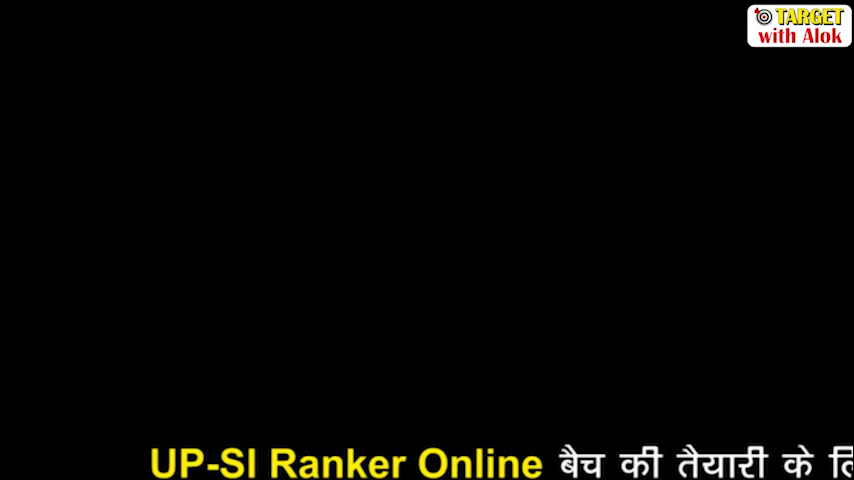 TARGET
with Alok
UP-SI Ranker Online बैच की तैयारी के